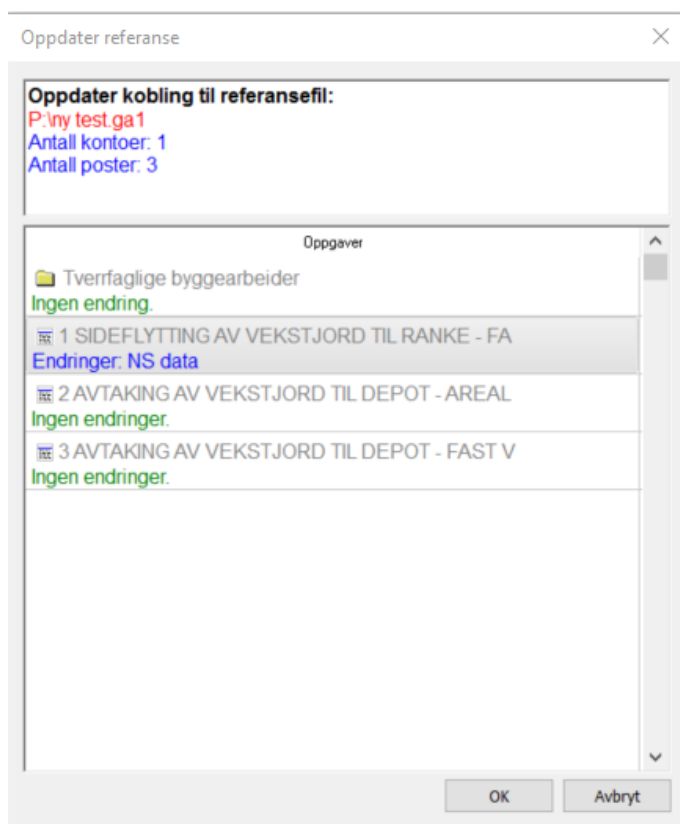 Oppdater referanse
Oppdater kobling til referansefil:
P:\ny test.ga1
Antall kontoer: 1
Antall poster: 3
Oppgaver
Tverrfaglige byggearbeider
Ingen endring.
1 SIDEFLYTTING AV VEKSTJORD TIL RANKE - FA
Endringer: NS data
2 AVTAKING AV VEKSTJORD TIL DEPOT - AREAL
Ingen endringer.
3 AVTAKING AV VEKSTJORD TIL DEPOT - FAST V
Ingen endringer.
OK Avbryt